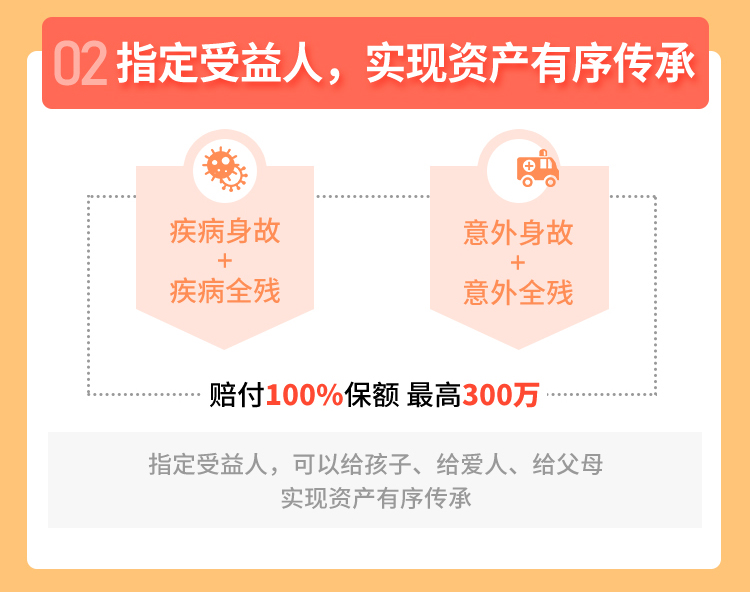 02 指定受益人，实现资产有序传承
疾病身故
+
疾病全残
意外身故
+
意外全残
赔付100%保额 最高300万
指定受益人，可以给孩子、给爱人、给父母
实现资产有序传承